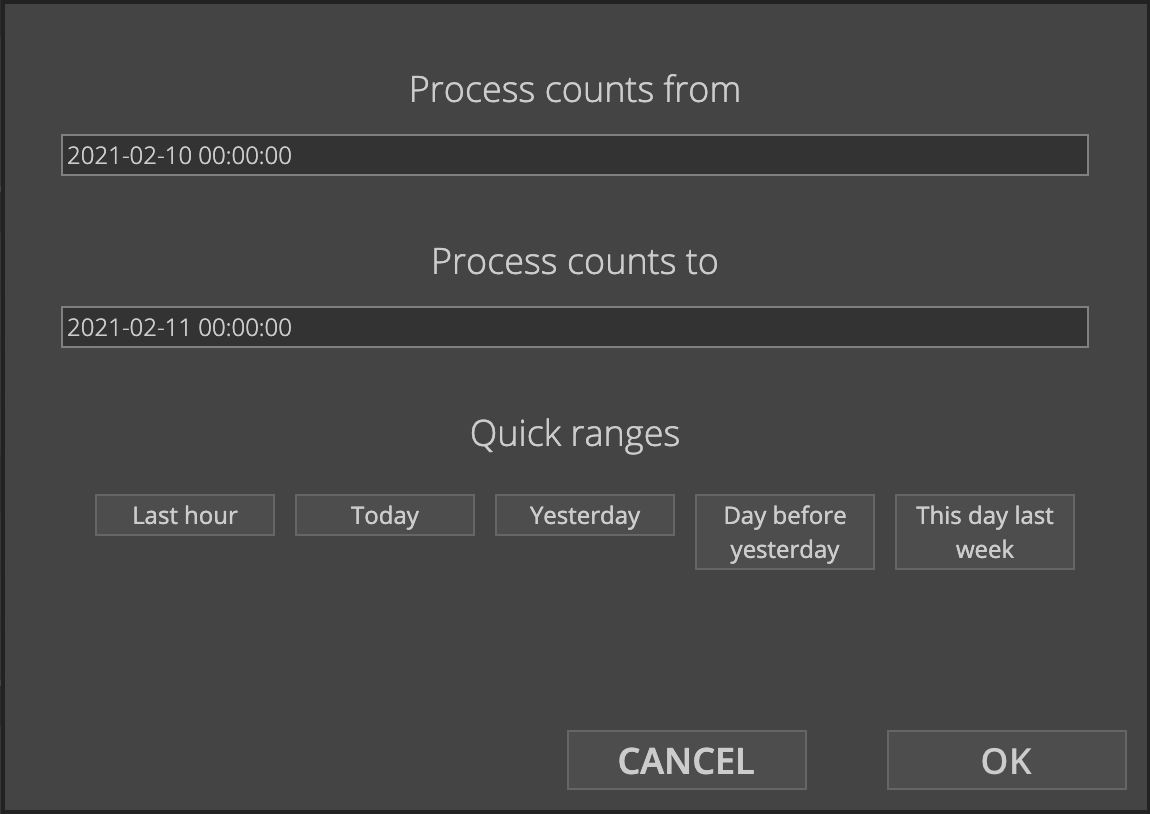 Process counts from
2021-02-10 00:00:00
Process counts to
2021-02-11 00:00:00
Quick ranges
Last hour
Today
Yesterday
Day before
yesterday
This day last
week
CANCEL
OK